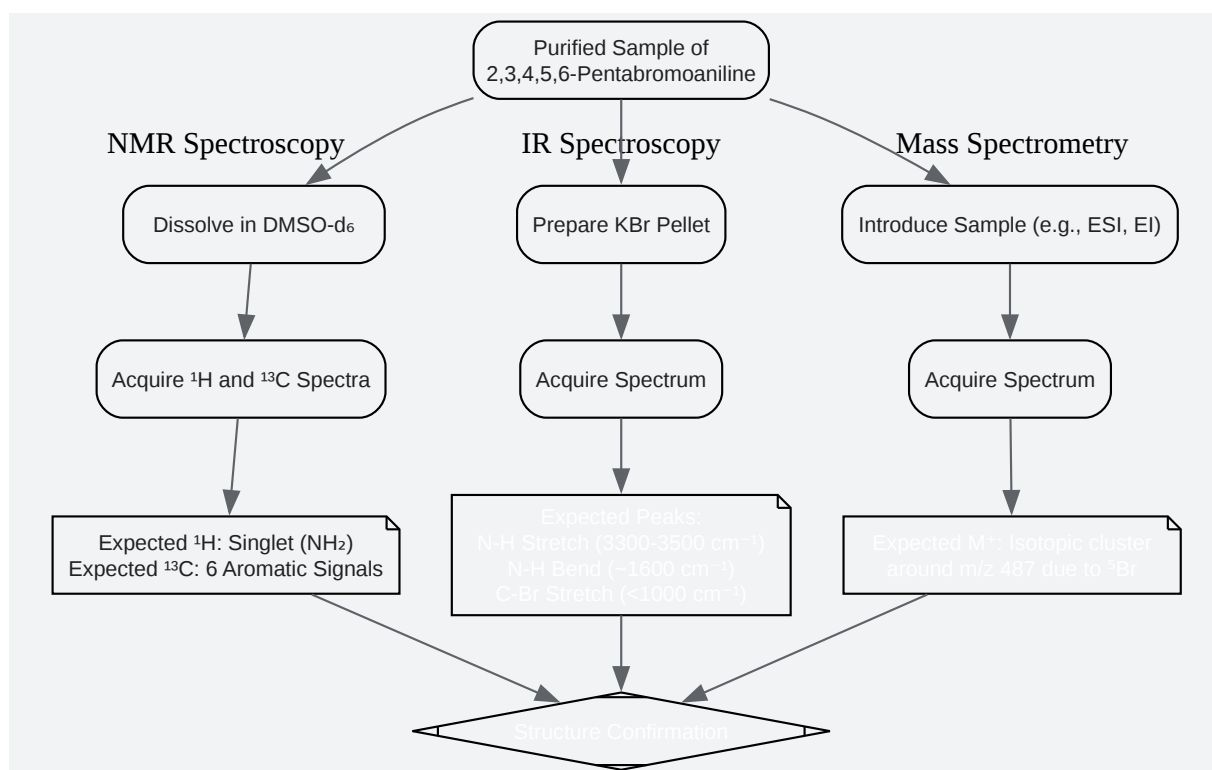 Purified Sample of
2,3,4,5,6-Pentabromoaniline
NMR Spectroscopy
IR Spectroscopy
Mass Spectrometry
Dissolve in DMSO-d₆
Prepare KBr Pellet
Introduce Sample (e.g., ESI, EI)
Acquire ¹H and ¹³C Spectra
Acquire Spectrum
Acquire Spectrum
Expected ¹H: Singlet (NH₂)
Expected ¹³C: 6 Aromatic Signals
Expected Peaks:
N-H Stretch (3300-3500 cm⁻¹)
N-H Bend (~1600 cm⁻¹)
C-Br Stretch (<1000 cm⁻¹)
Expected M⁺: Isotopic cluster
around m/z 487 due to ⁵Br
Structure Confirmation